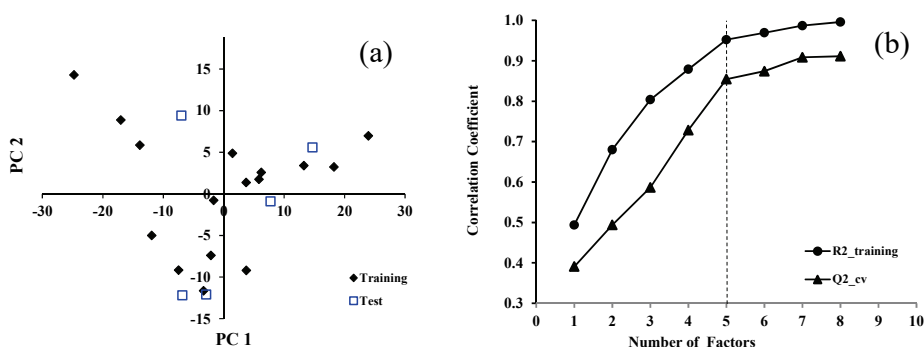 (a)
PC 2
15
10
5
0
-30 -20 -10 0 10 20 30
-5
-10
-15
Training
Test
PC 1
(b)
Correlation Coefficient
1.0
0.9
0.8
0.7
0.6
0.5
0.4
0.3
R2_training
Q2_cv
0 1 2 3 4 5 6 7 8 9 10
Number of Factors